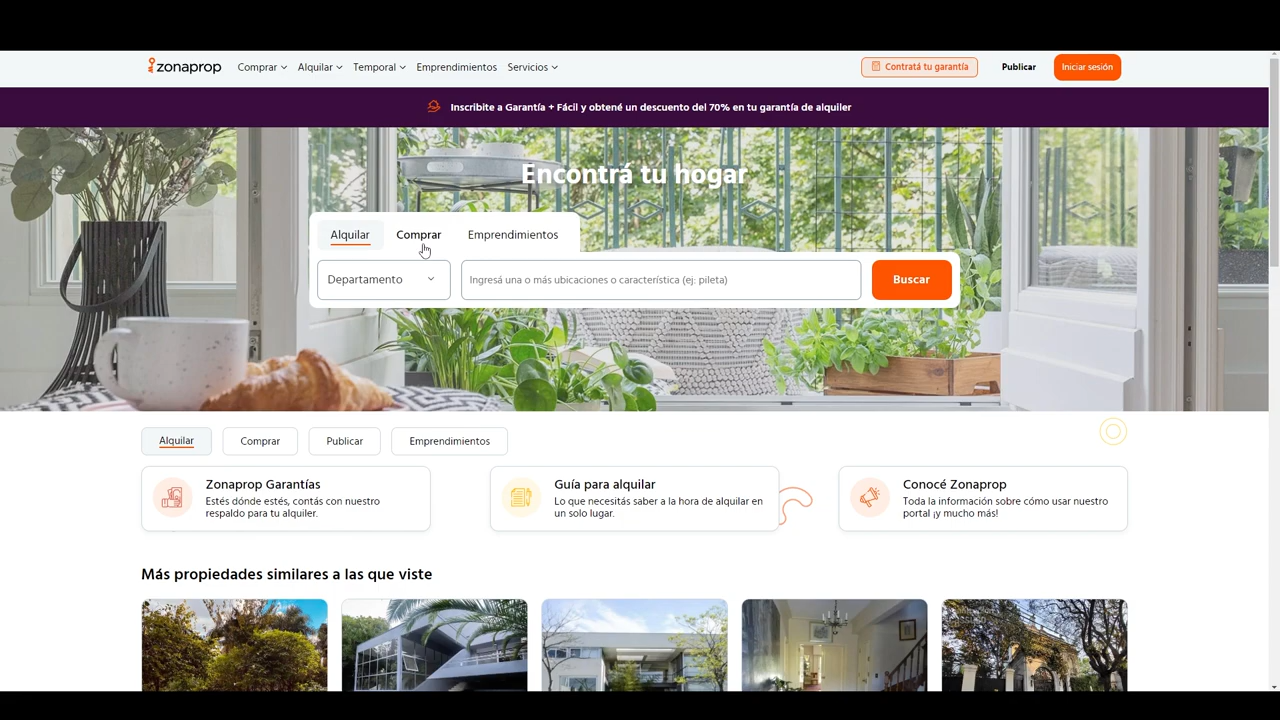 zonaprop Comprar Alquilar Temporal Emprendimientos Servicios Contratá tu garantía Publicar Iniciar sesión
Inscribite a Garantía + Fácil y obtené un descuento del 70% en tu garantía de alquiler
Encontrá tu hogar
Alquilar Comprar Emprendimientos
Departamento Ingresá una o más ubicaciones o característica (ej: pileta) Buscar
Alquilar Comprar Publicar Emprendimientos
Zonaprop Garantías
Estés dónde estés, contás con nuestro
respaldo para tu alquiler.
Guía para alquilar
Lo que necesitás saber a la hora de alquilar en
un solo lugar.
Conocé Zonaprop
Toda la información sobre cómo usar nuestro
portal ¡y mucho más!
Más propiedades similares a las que viste